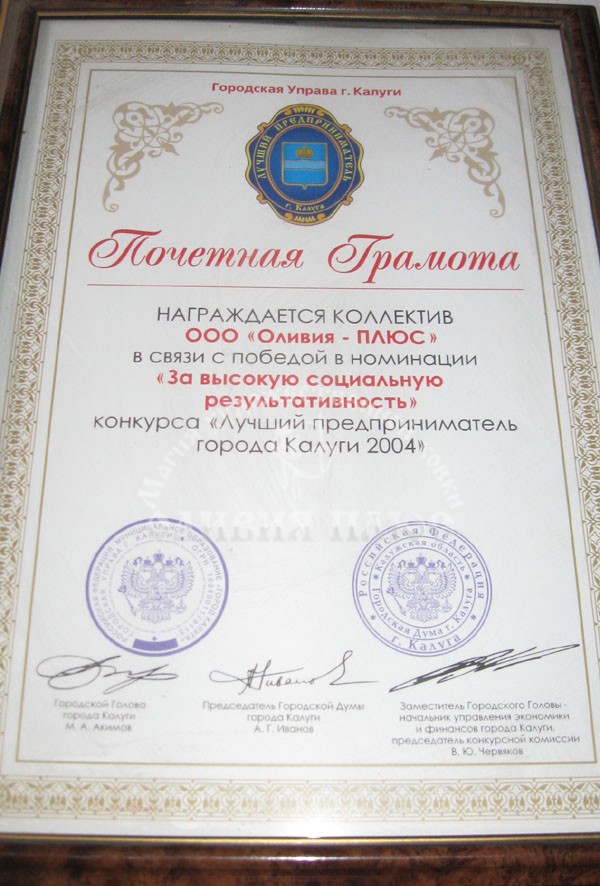 Городская Управа г. Калуги
ЛУЧШИЙ ПРЕДПРИНИМАТЕЛЬ
г. Калуга
Почетная Грамота
НАГРАЖДАЕТСЯ КОЛЛЕКТИВ
ООО «Оливия - ПЛЮС»
в связи с победой в номинации
«За высокую социальную
результативность»
конкурса «Лучший предприниматель
города Калуги 2004»
Российская Федерация
Калужская область
Городская Дума г. Калуга
г. Калуга
Городской Голова
города Калуги
М. А. Акимов
Председатель Городской Думы
города Калуги
А. Г. Иванов
Заместитель Городского Головы -
начальник управления экономики
и финансов города Калуги,
председатель конкурсной комиссии
В. Ю. Червяков